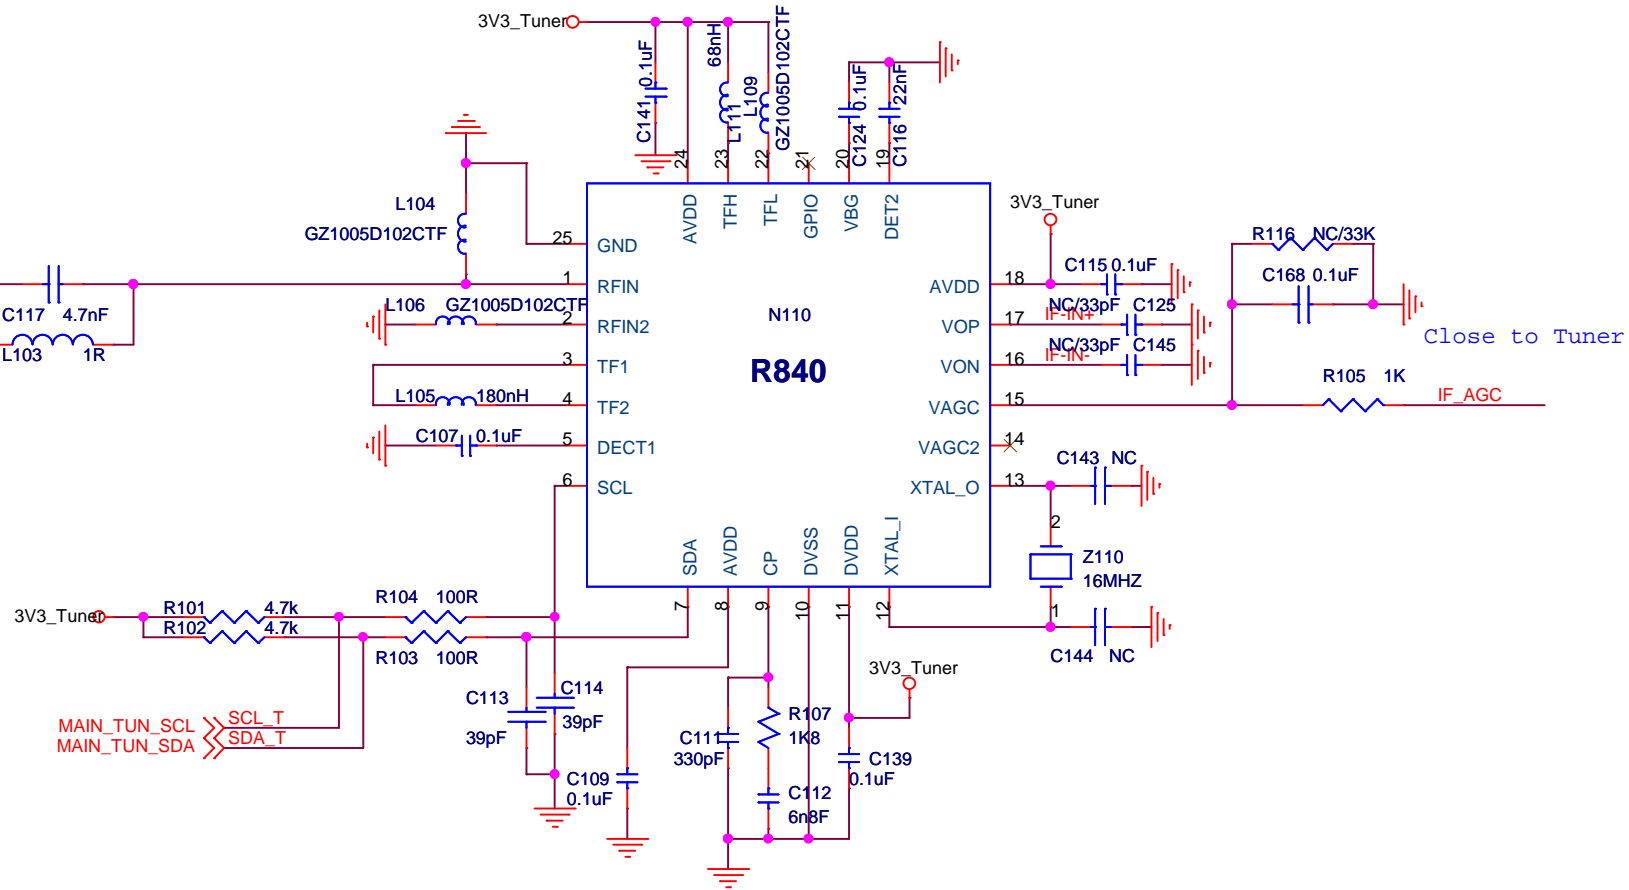 3V3_Tuner
C141 0.1uF
68nH
L111
L109
GZ1005D102CTF
0.1uF
C124
22nF
C116
24
23
22
21
20
19
L104
GZ1005D102CTF
AVDD
TFH
TFL
GPIO
VBG
DET2
3V3_Tuner
R116 NC/33K
25 GND
C115 0.1uF
C168 0.1uF
1 RFIN
AVDD 18
C117 4.7nF
L106 GZ1005D102CTF
2 RFIN2
N110
VOP 17
NC/33pF C125
IF-IN+
Close to Tuner
L103 1R
3 TF1
R840
VON 16
NC/33pF C145
IF-IN-
R105 1K
L105 180nH
4 TF2
VAGC 15
IF_AGC
C107 0.1uF
5 DECT1
VAGC2 14
C143 NC
6 SCL
XTAL_O 13
2
SDA
AVDD
CP
DVSS
DVDD
XTAL_I
Z110
16MHZ
7
8
9
10
11
12
1
3V3_Tuner
R101 4.7k
R104 100R
R102 4.7k
R103 100R
C144 NC
3V3_Tuner
C113
39pF
C114
39pF
MAIN_TUN_SCL SCL_T
MAIN_TUN_SDA SDA_T
R107
1K8
C111
330pF
C139
0.1uF
C109
0.1uF
C112
6n8F